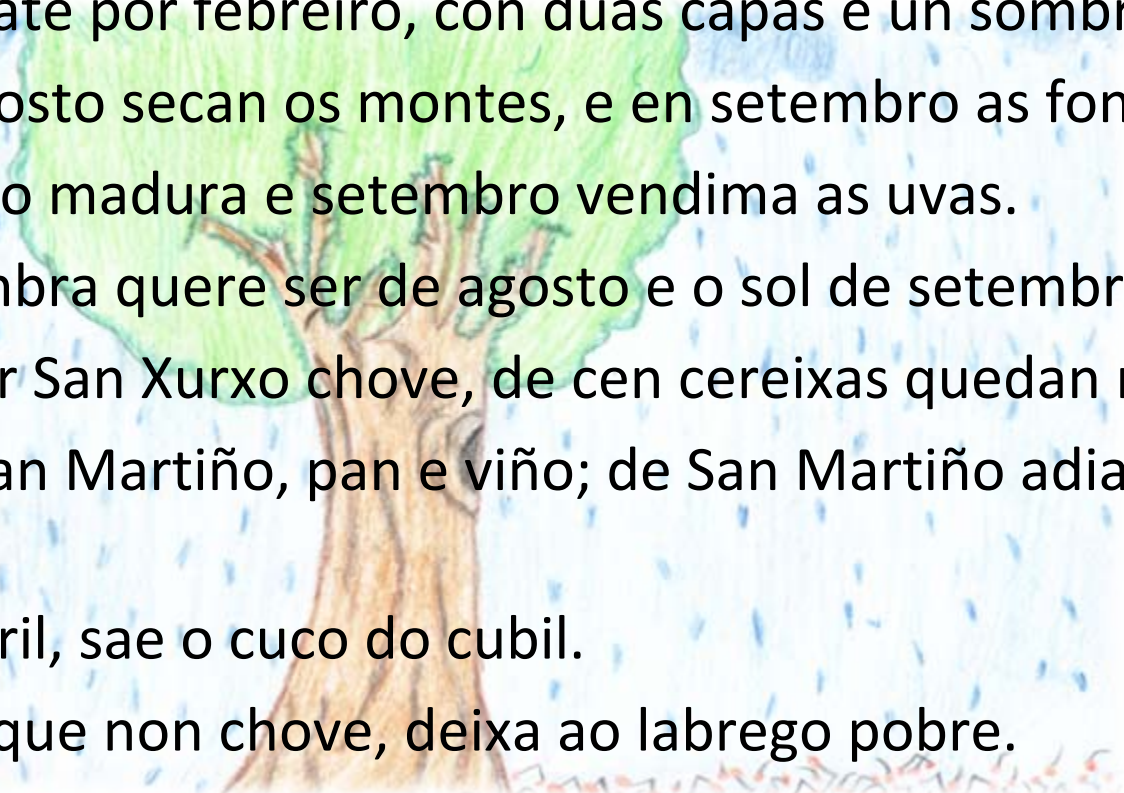 ate por febreiro, con dúas capas e un sombr
osto secan os montes, e en setembro as fon
o madura e setembro vendima as uvas.
bra quere ser de agosto e o sol de setembr
r San Xurxo chove, de cen cereixas quedan
an Martiño, pan e viño; de San Martiño adia
ril, sae o cuco do cubil.
que non chove, deixa ao labrego pobre.